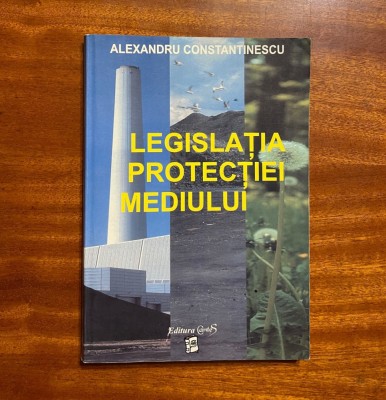 ALEXANDRU CONSTANTINESCU
LEGISLAȚIA
PROTECȚIEI
MEDIULUI
Editura